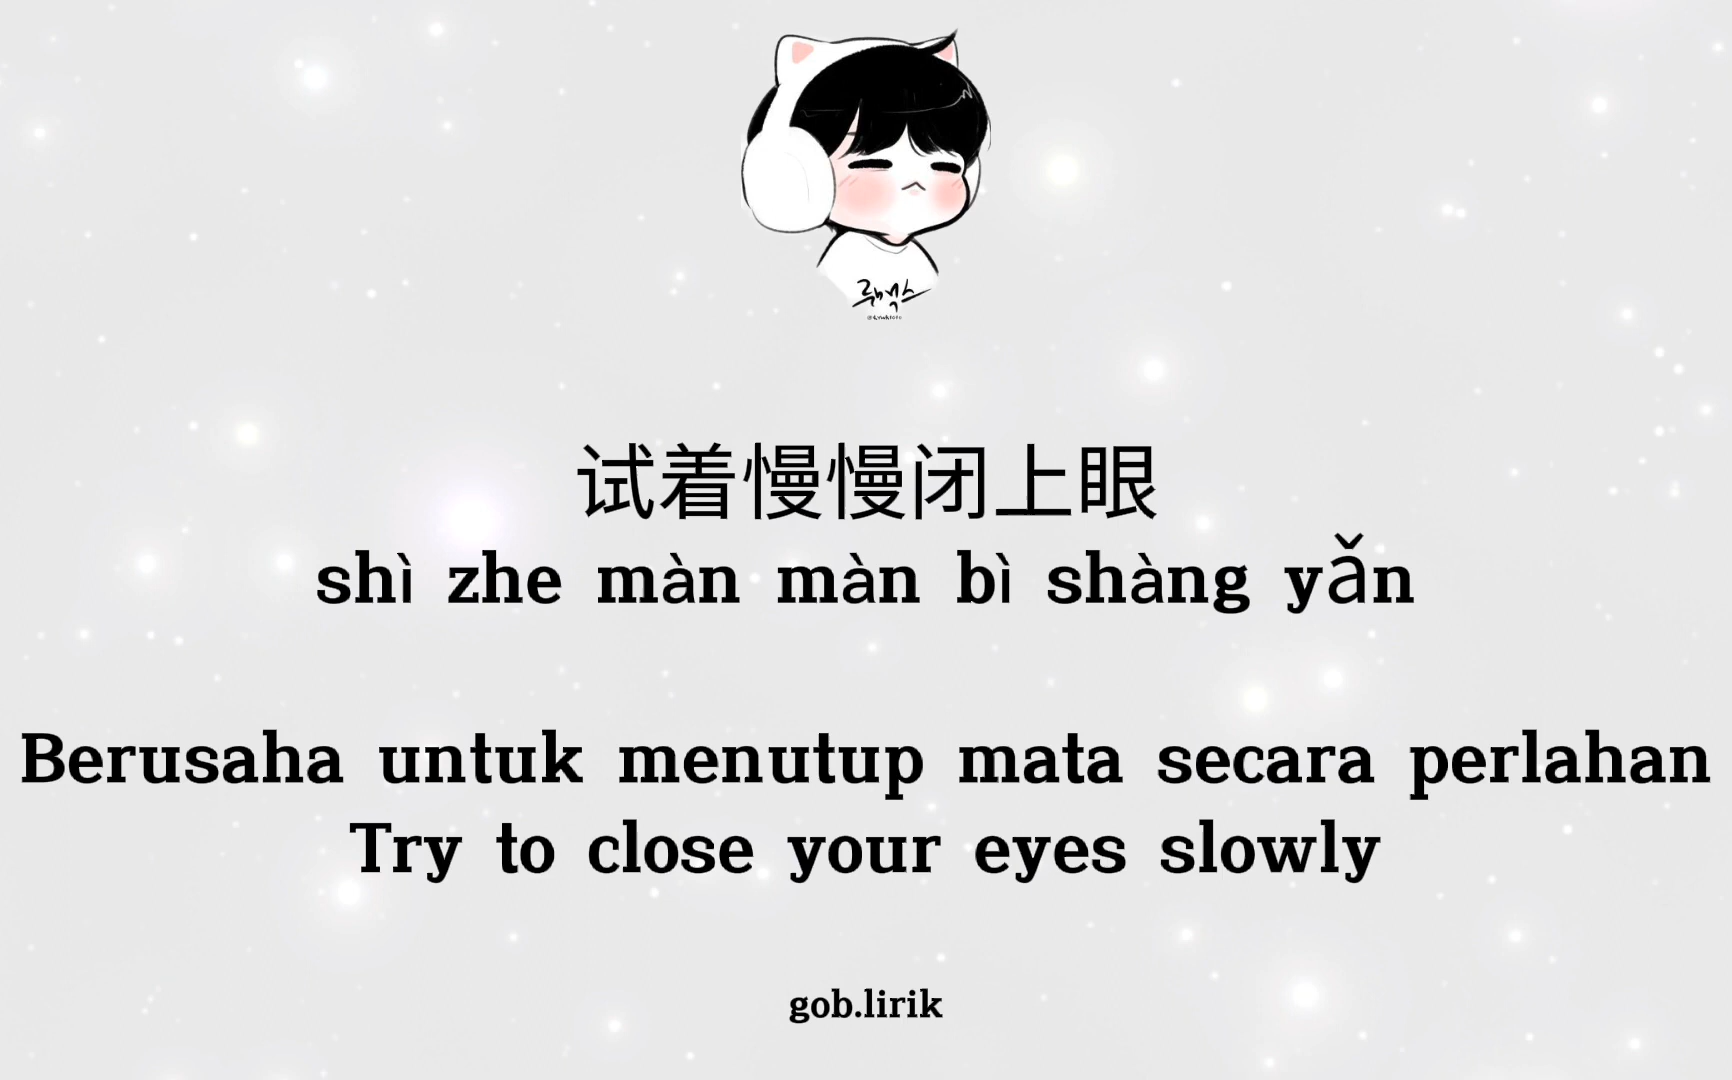 试着慢慢闭上眼
shì zhe màn màn bì shàng yǎn
Berusaha untuk menutup mata secara perlahan
Try to close your eyes slowly
gob.lirik